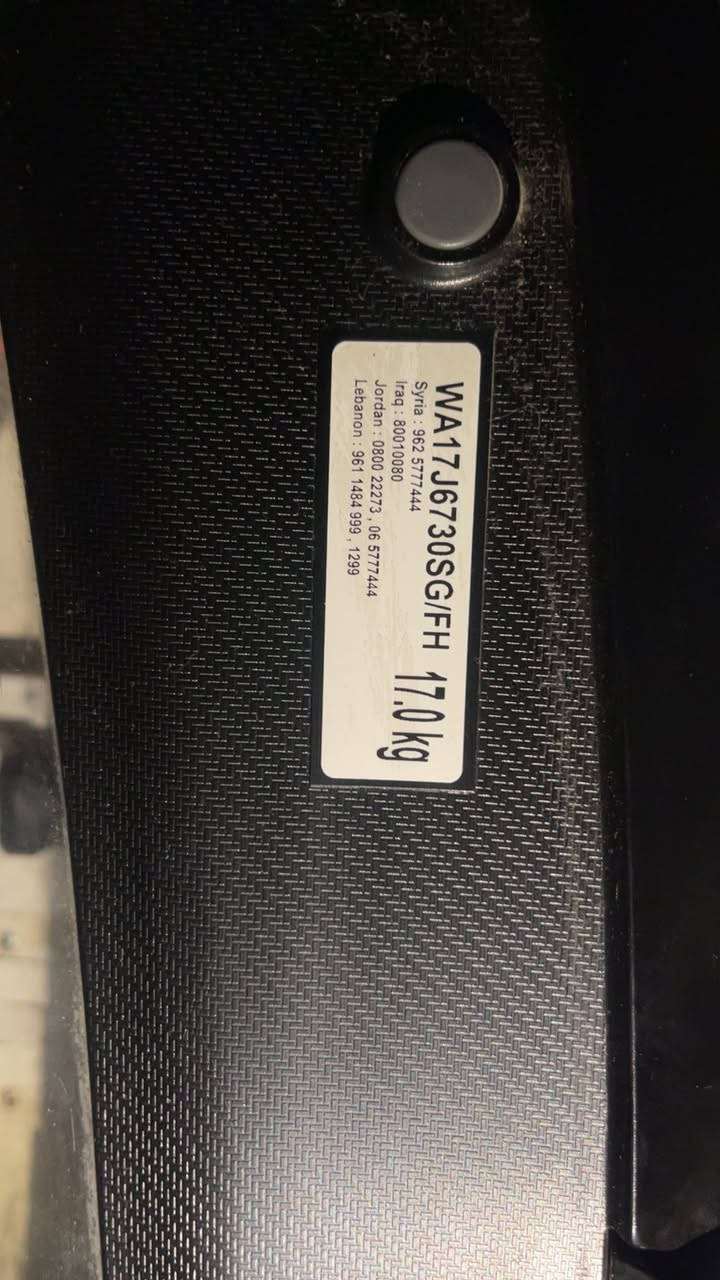 WA17J6730SG/FH 17.0 kg
Syria : 962 5777444
Iraq : 80010080
Jordan : 0800 22273 , 06 5777444
Lebanon : 961 1484 999 , 1299